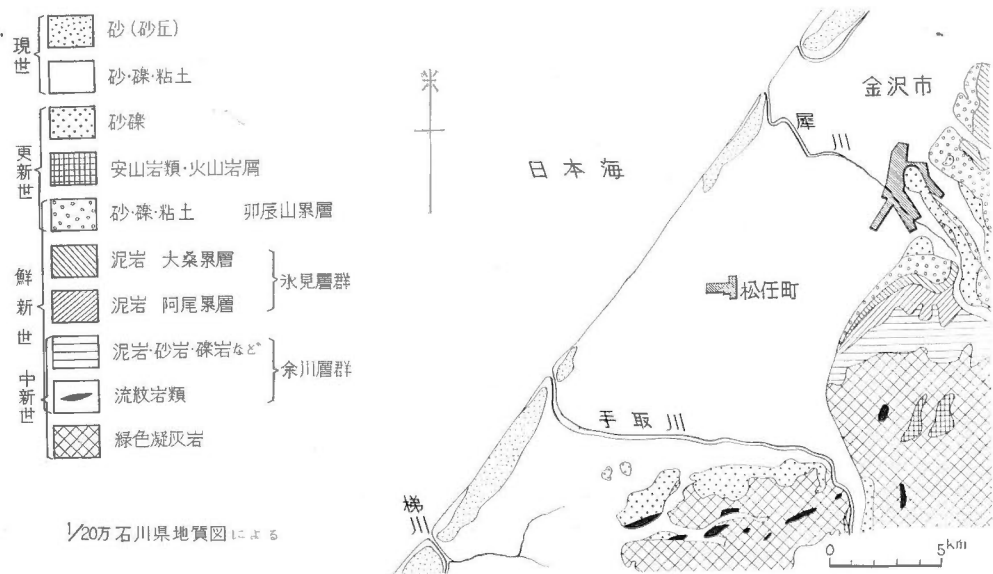 現世
砂(砂丘)
砂・礫・粘土
更新世
砂礫
安山岩類・火山岩屑
砂・礫・粘土 卯辰山累層
鮮新世
泥岩 大桑累層
泥岩 阿尾累層
氷見層群
中新世
泥岩・砂岩・礫岩など
流紋岩類
余川層群
緑色凝灰岩
1/20万石川県地質図による
日本海
金沢市
犀川
松任町
手取川
梯川
0 5km